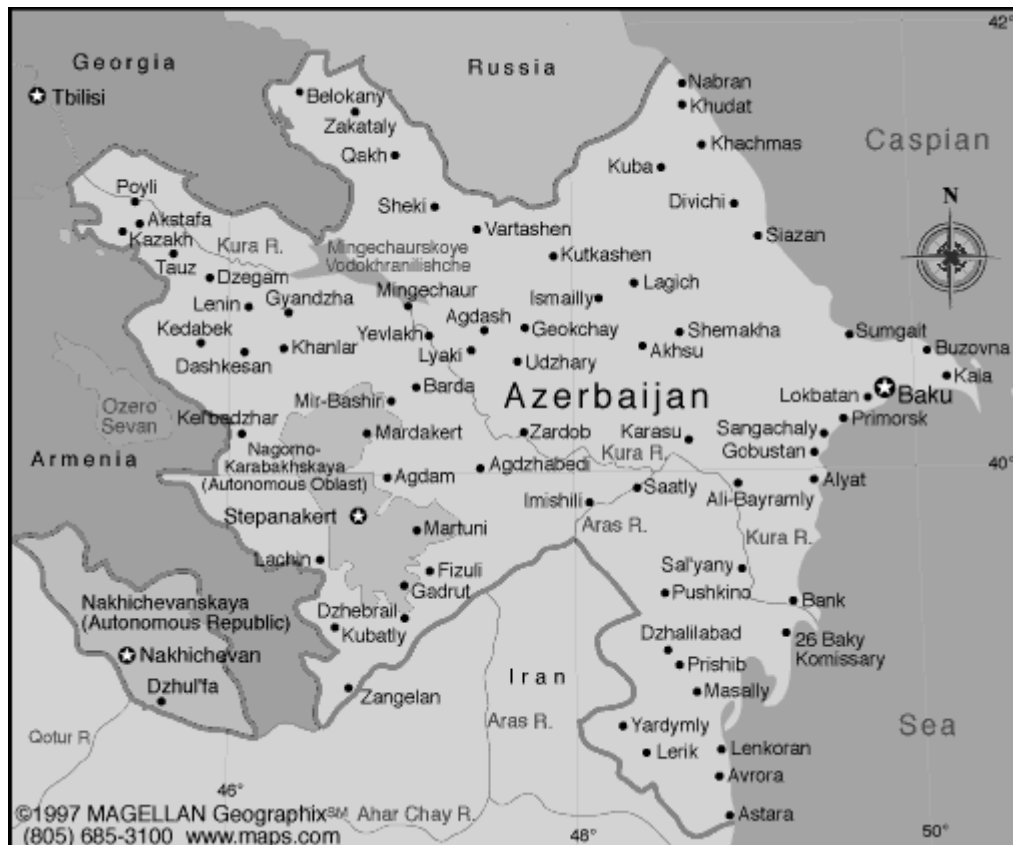 42°
Georgia
Russia
Tbilisi
Belokany
Zakataly
Qakh
Nabran
Khudat
Khachmas
Kuba
Caspian
Poyli
Akstafa
Kazakh
Tauz
Kura R.
Dzegam
Sheki
Vartashen
Mingechaurskoye
Vodokhranilishche
Divichi
Siazan
N
Kutkashen
Lagich
Ismailly
Lenin
Gyandzha
Mingechaur
Kedabek
Dashkesan
Khanlar
Yevlakh
Agdash
Lyaki
Geokchay
Udzhary
Shemakha
Akhsu
Sumgait
Buzovna
Kala
Baku
Lokbatan
Primorsk
Ozero
Sevan
Barda
Mir-Bashir
Azerbaijan
Kel'badzhar
Mardakert
Zardob
Karasu
Sangachaly
Gobustan
Armenia
Nagorno-
Karabakhskaya
(Autonomous Oblast)
Agdam
Agdzhabedi
Kura R.
40°
Saatly
Imishili
Ali-Bayramly
Alyat
Stepanakert
Martuni
Aras R.
Kura R.
Lachin
Fizuli
Gadrut
Sal'yany
Pushkino
Bank
Nakhichevanskaya
(Autonomous Republic)
Dzhebrail
Kubatly
Dzhalilabad
26 Baky
Komissary
Nakhichevan
Prishib
Dzhul'fa
Zangelan
Iran
Masally
Qotur R.
Aras R.
Yardymly
Sea
Lerik
Lenkoran
Avrora
46°
©1997 MAGELLAN Geographix℠
Ahar Chay R.
(805) 685-3100 www.maps.com
Astara
48°
50°